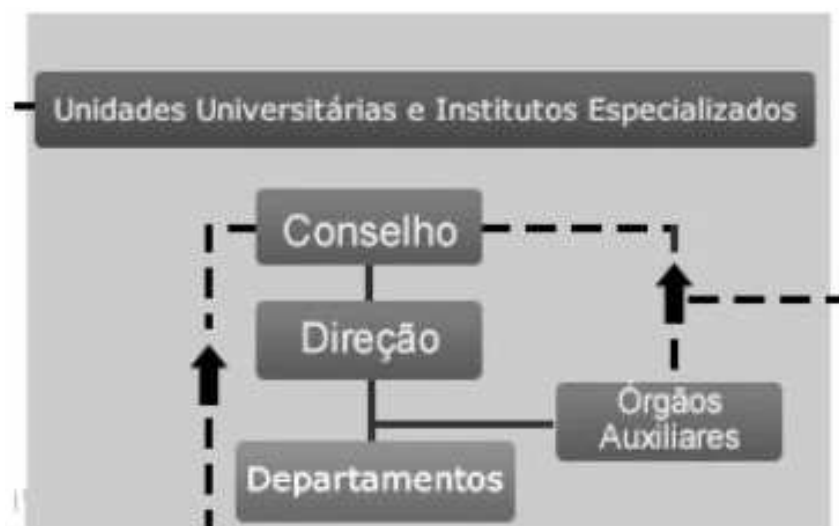 Unidades Universitárias e Institutos Especializados
Conselho
Direção
Órgãos
Auxiliares
Departamentos